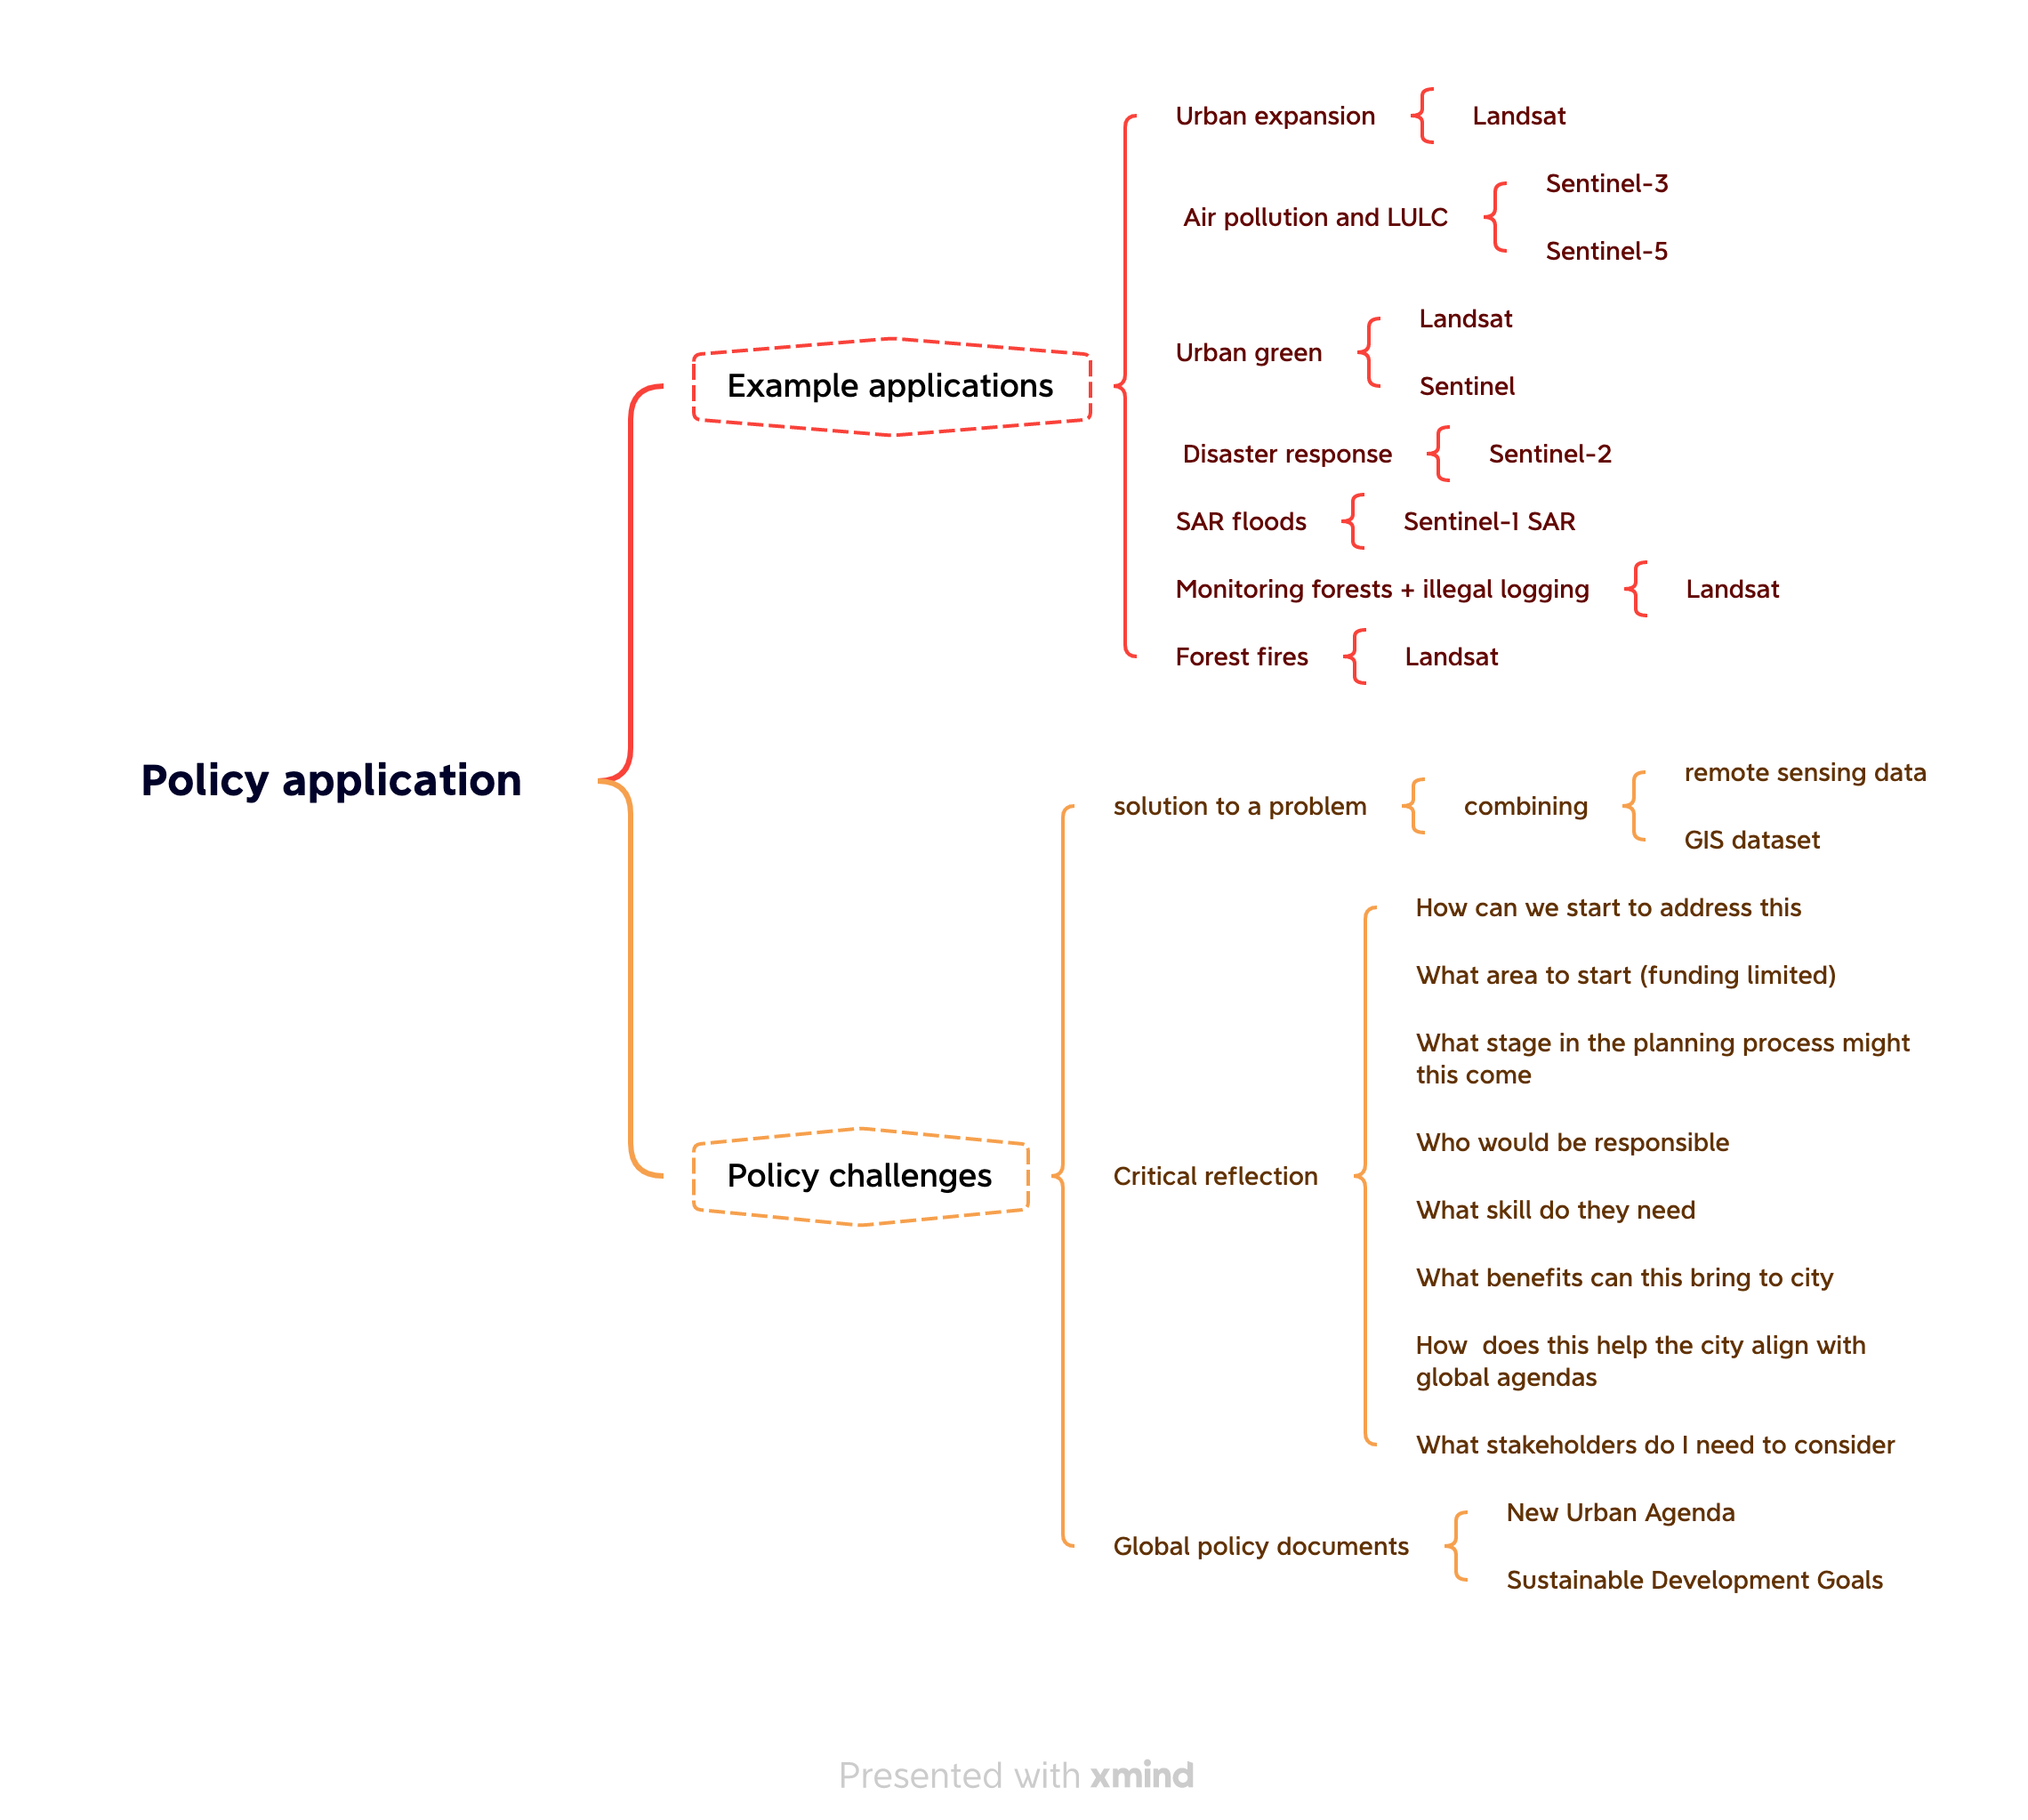 Policy application
Example applications
Urban expansion
Landsat
Air pollution and LULC
Sentinel-3
Sentinel-5
Urban green
Landsat
Sentinel
Disaster response
Sentinel-2
SAR floods
Sentinel-1 SAR
Monitoring forests + illegal logging
Landsat
Forest fires
Landsat
Policy challenges
solution to a problem
combining
remote sensing data
GIS dataset
Critical reflection
How can we start to address this
What area to start (funding limited)
What stage in the planning process might
this come
Who would be responsible
What skill do they need
What benefits can this bring to city
How  does this help the city align with
global agendas
What stakeholders do I need to consider
Global policy documents
New Urban Agenda
Sustainable Development Goals
Presented with xmind